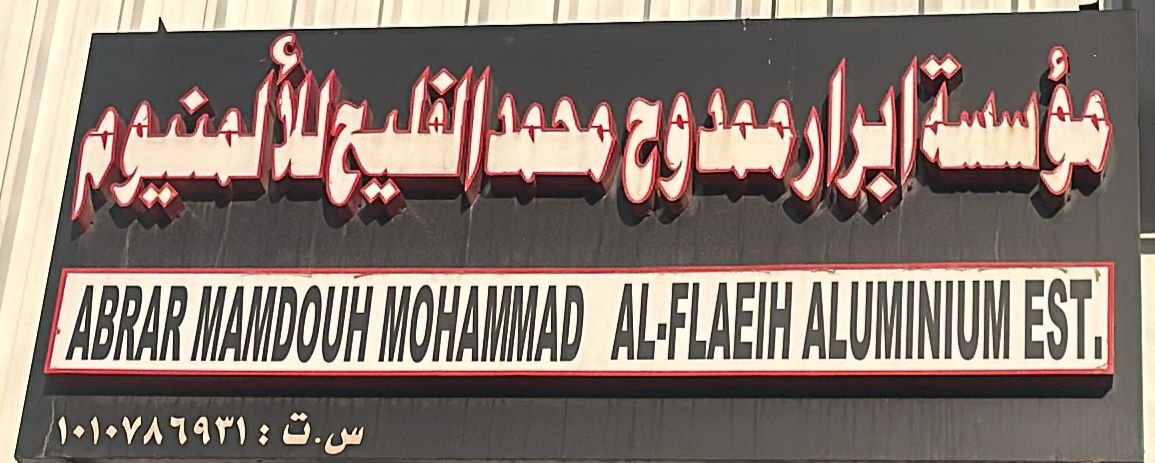 مؤسسة ابرار ممدوح محمد الفليح للألمنيوم
ABRAR MAMDOUH MOHAMMAD AL-FLAEIH ALUMINIUM EST.
س.ت : ١٠١٠٧٨٦٩٣١